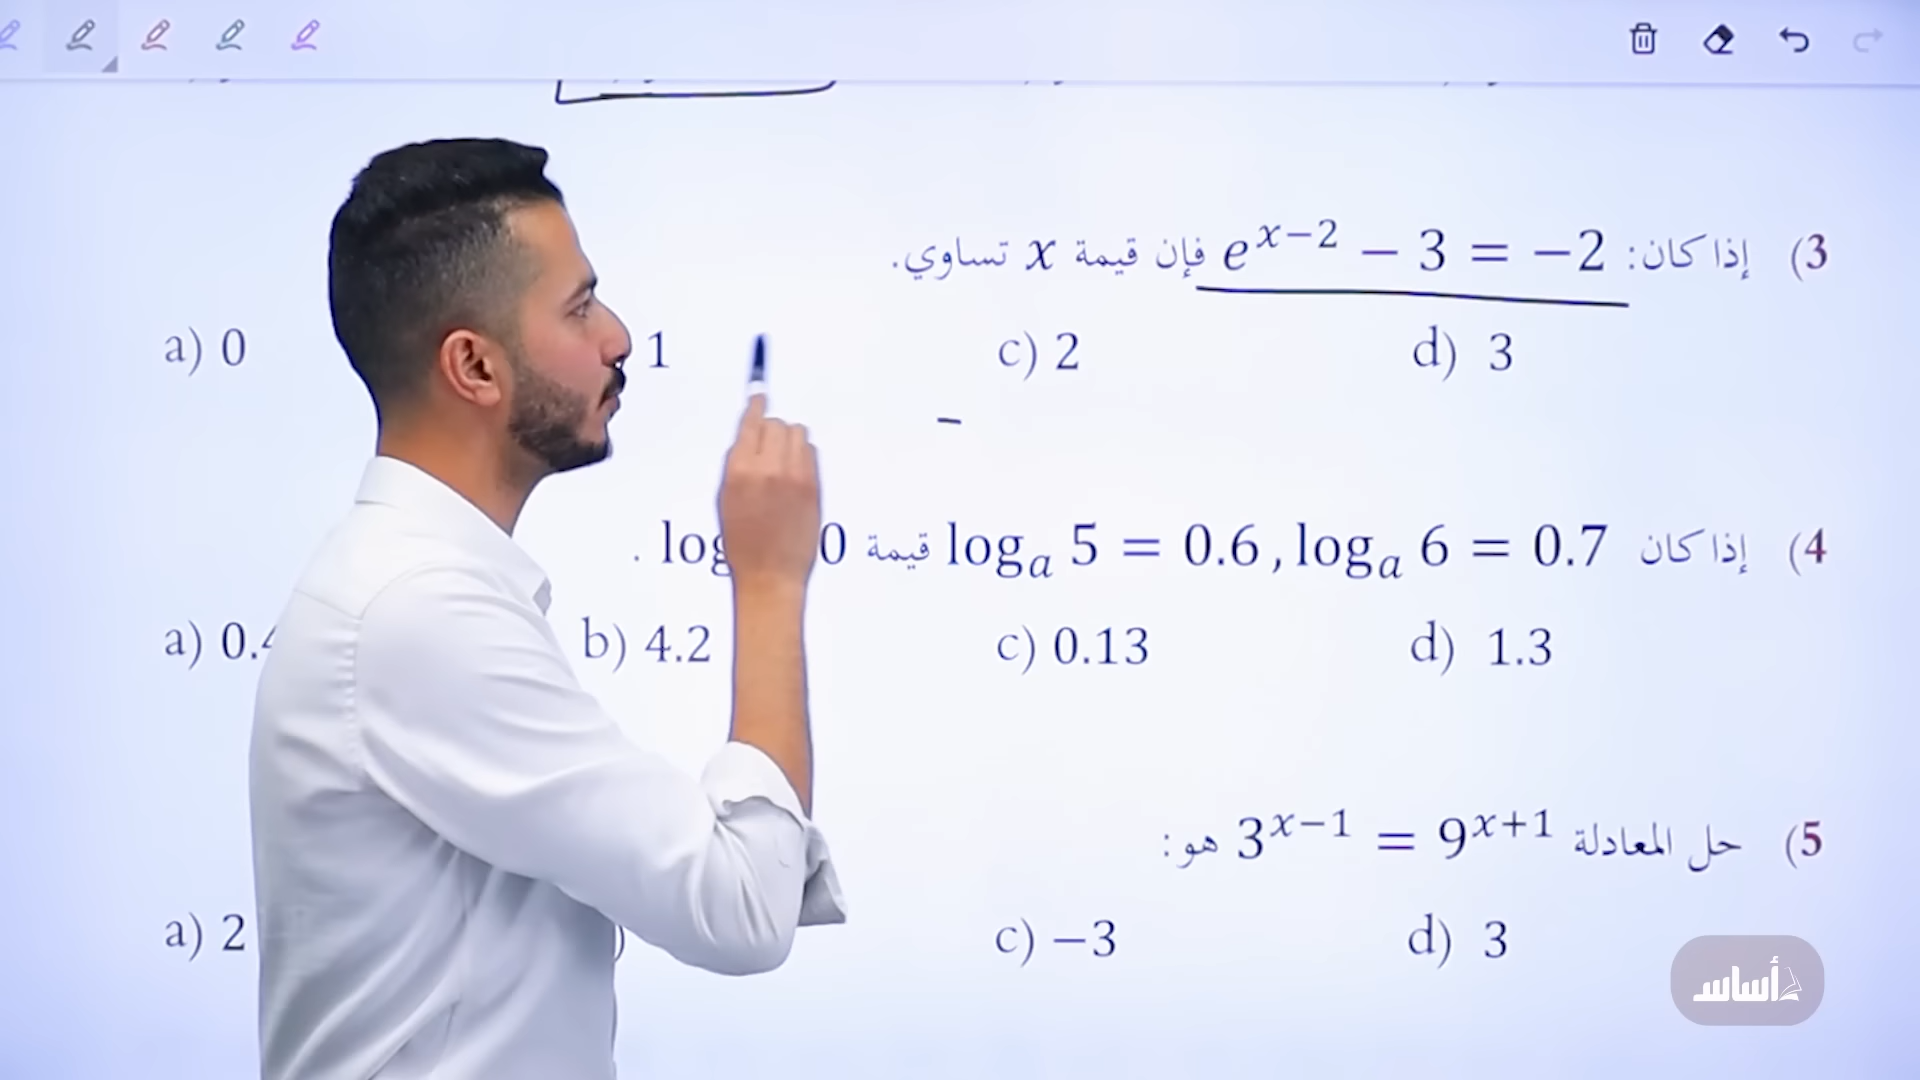 3) إذا كان: e^{x−2} − 3 = −2 فإن قيمة x تساوي.
a) 0 1 c) 2 d) 3
4) إذا كان log_a 5 = 0.6 , log_a 6 = 0.7 قيمة .
b) 4.2 c) 0.13 d) 1.3
5) حل المعادلة 3^{x−1} = 9^{x+1} هو:
a) 2 ) c) −3 d) 3
أساس